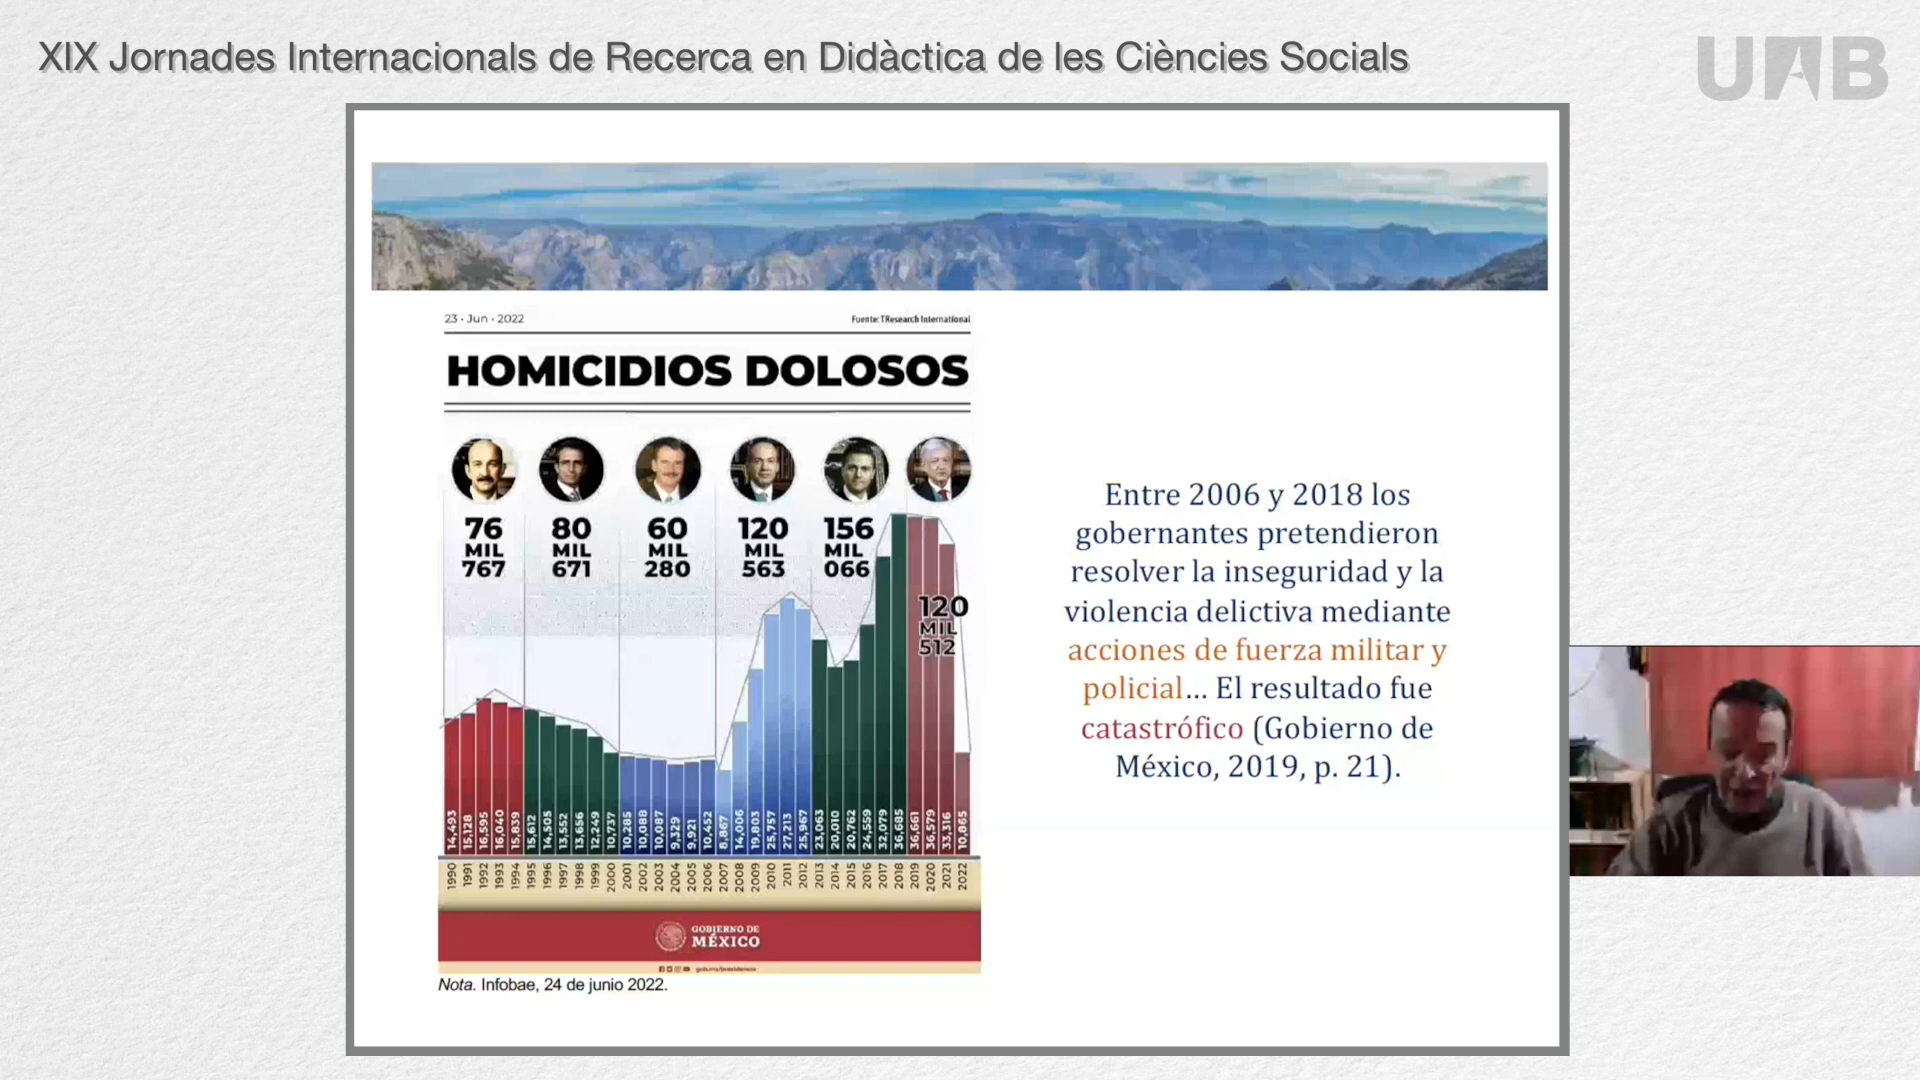 XIX Jornades Internacionals de Recerca en Didàctica de les Ciències Socials
UAB
23 · Jun · 2022
Fuente: TResearch International
HOMICIDIOS DOLOSOS
76 MIL 767
80 MIL 671
60 MIL 280
120 MIL 563
156 MIL 066
120 MIL 512
14,493 15,128 16,595 16,040 15,839 15,612 14,505 13,552 13,656 12,249 10,737 10,285 10,088 10,087 9,329 9,921 10,452 8,867 14,006 19,803 25,757 27,213 25,967 23,063 20,010 20,762 24,559 32,079 36,685 36,661 36,579 33,316 10,865
1990 1991 1992 1993 1994 1995 1996 1997 1998 1999 2000 2001 2002 2003 2004 2005 2006 2007 2008 2009 2010 2011 2012 2013 2014 2015 2016 2017 2018 2019 2020 2021 2022
GOBIERNO DE
MÉXICO
Nota. Infobae, 24 de junio 2022.
Entre 2006 y 2018 los
gobernantes pretendieron
resolver la inseguridad y la
violencia delictiva mediante
acciones de fuerza militar y
policial... El resultado fue
catastrófico (Gobierno de
México, 2019, p. 21).